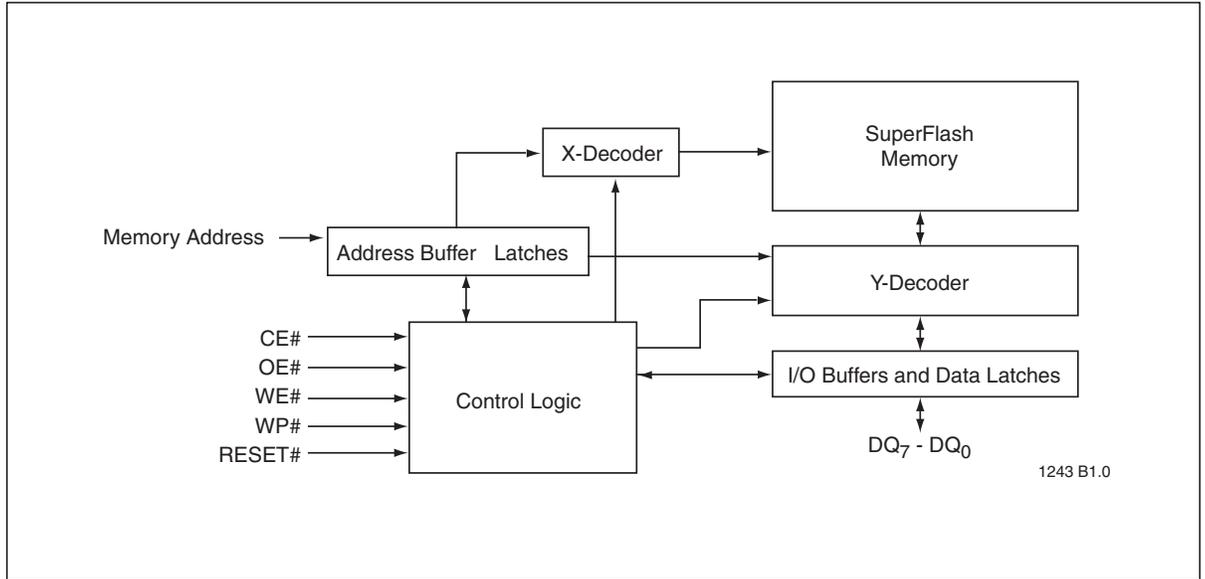 SuperFlash
Memory
X-Decoder
Memory Address
Address Buffer Latches
Y-Decoder
CE#
OE#
WE#
WP#
RESET#
Control Logic
I/O Buffers and Data Latches
DQ7 - DQ0
1243 B1.0